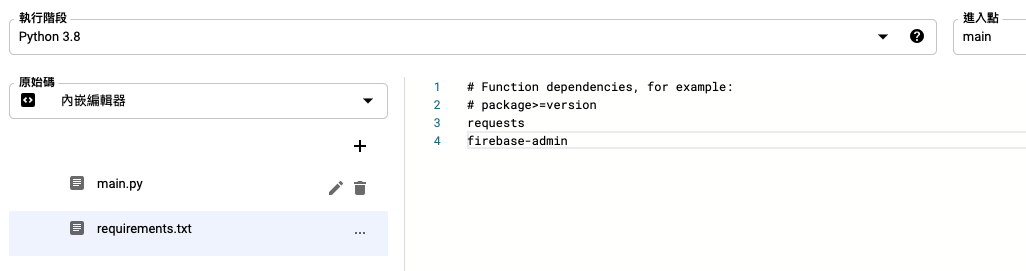 執行階段
Python 3.8
進入點
main
原始碼
內嵌編輯器
main.py
requirements.txt
...
1 # Function dependencies, for example:
2 # package>=version
3 requests
4 firebase-admin